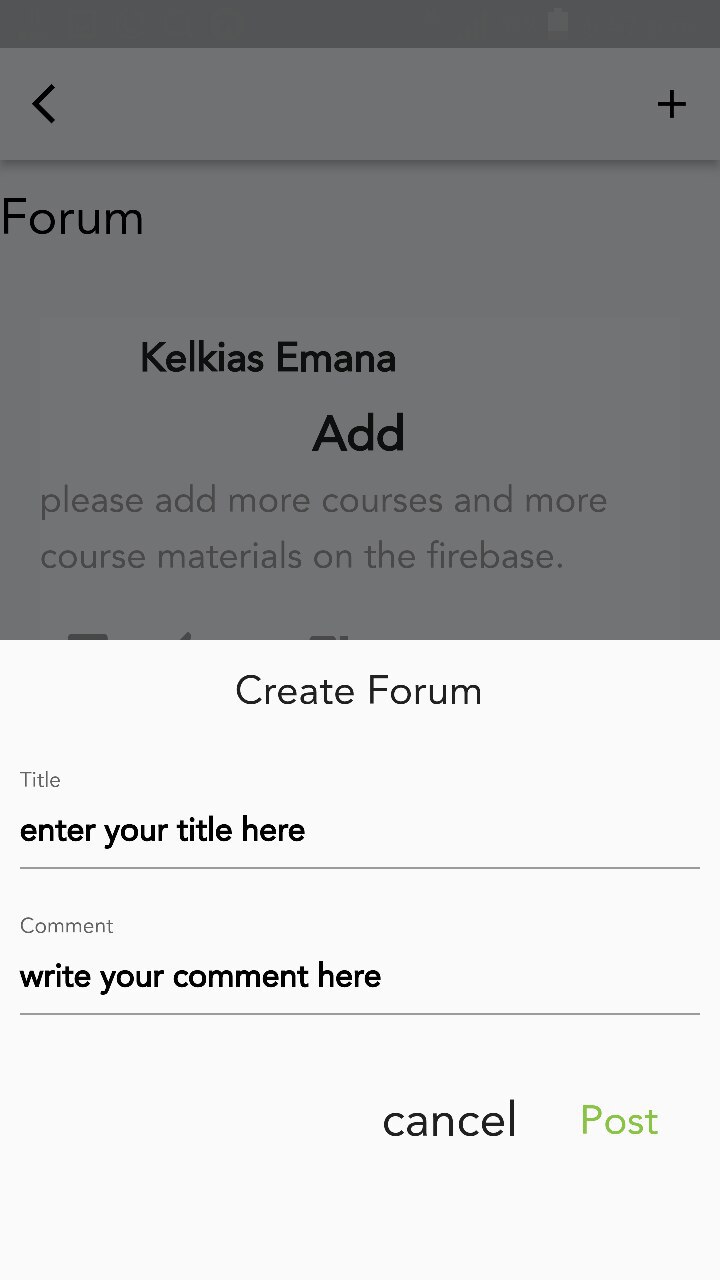 Forum
Kelkias Emana
Add
please add more courses and more
course materials on the firebase.
Create Forum
Title
enter your title here
Comment
write your comment here
cancel Post